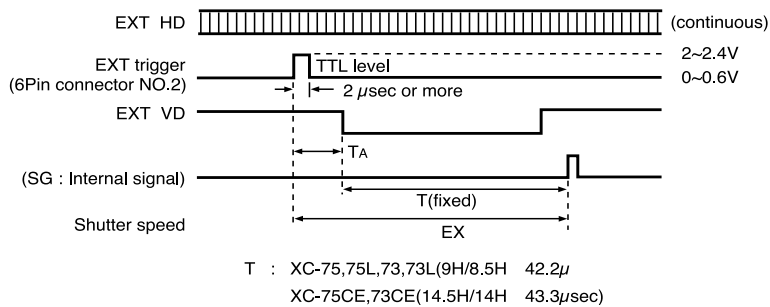 EXT HD (continuous)
2~2.4V
EXT trigger TTL level
(6Pin connector NO.2) 0~0.6V
2 µsec or more
EXT VD
TA
(SG : Internal signal)
T(fixed)
Shutter speed
EX
T : XC-75,75L,73,73L(9H/8.5H 42.2µ
XC-75CE,73CE(14.5H/14H 43.3µsec)